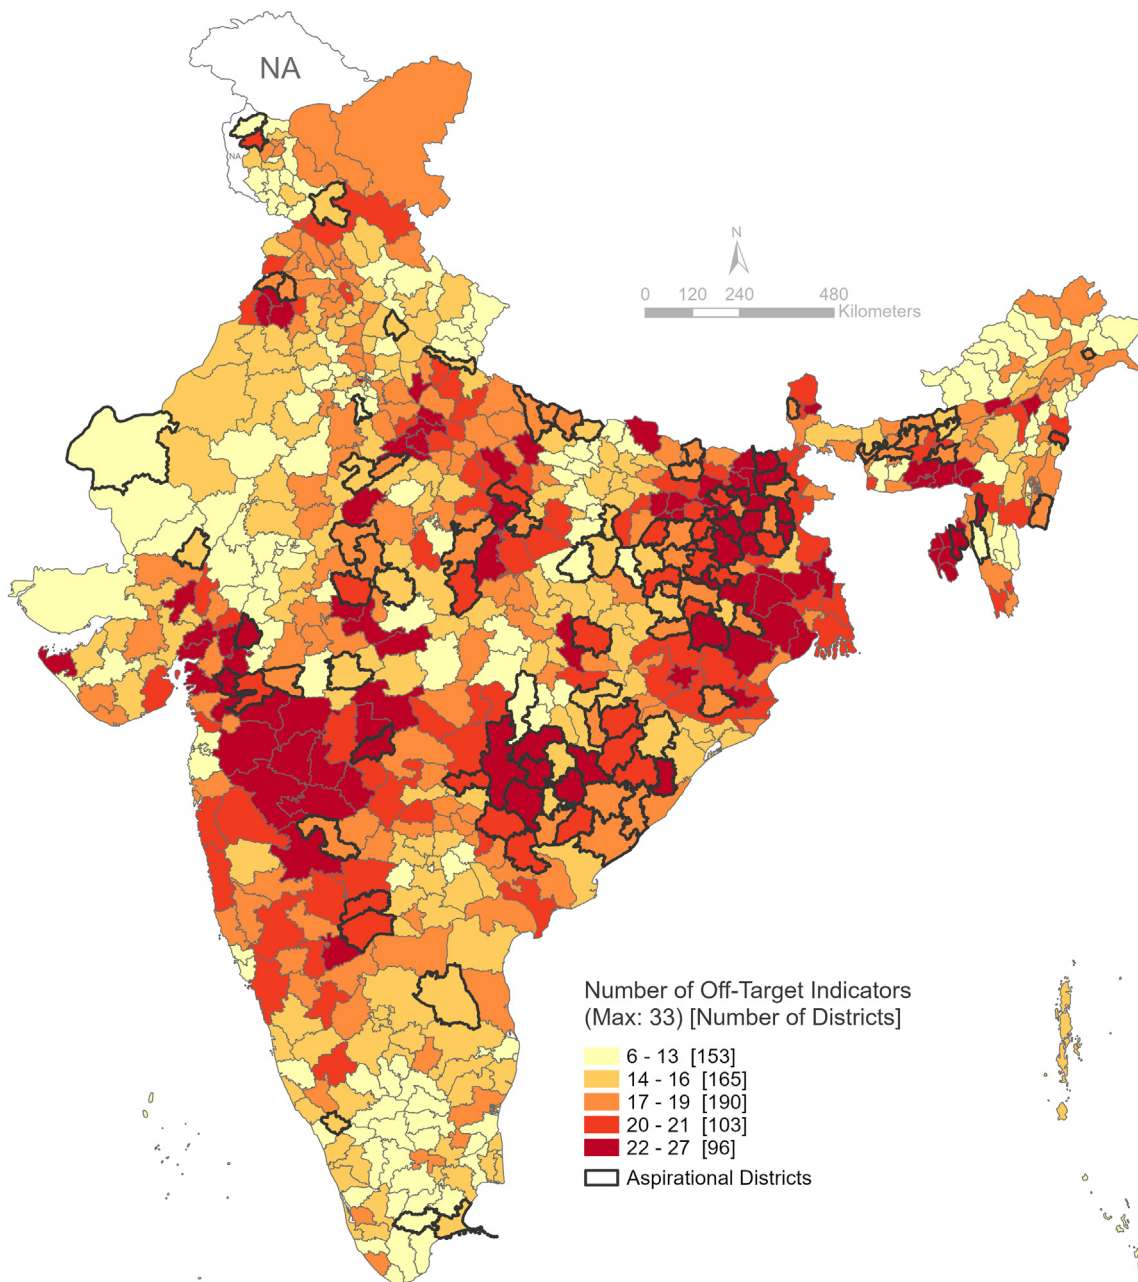 NA
NA
N
0 120 240 480
Kilometers
Number of Off-Target Indicators
(Max: 33) [Number of Districts]
6 - 13 [153]
14 - 16 [165]
17 - 19 [190]
20 - 21 [103]
22 - 27 [96]
Aspirational Districts